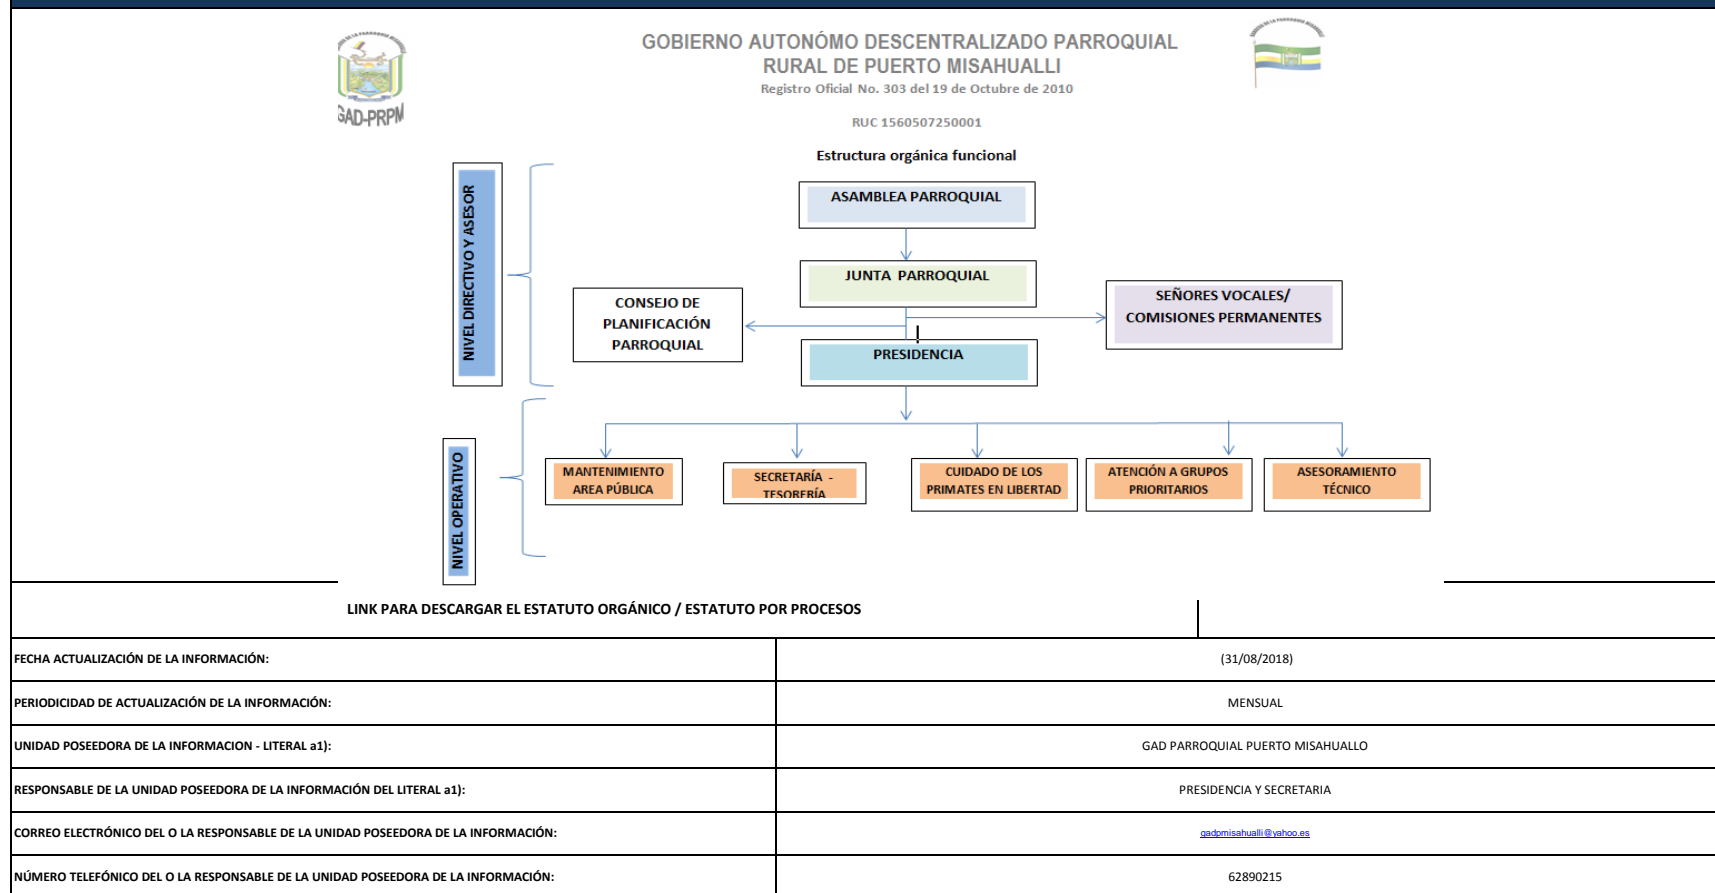 GAD-PRPM
GOBIERNO AUTONÓMO DESCENTRALIZADO PARROQUIAL
RURAL DE PUERTO MISAHUALLI
Registro Oficial No. 303 del 19 de Octubre de 2010
RUC 1560507250001
Estructura orgánica funcional
NIVEL DIRECTIVO Y ASESOR
ASAMBLEA PARROQUIAL
JUNTA PARROQUIAL
CONSEJO DE
PLANIFICACIÓN
PARROQUIAL
SEÑORES VOCALES/
COMISIONES PERMANENTES
PRESIDENCIA
NIVEL OPERATIVO
MANTENIMIENTO
AREA PÚBLICA
SECRETARÍA -
TESORERÍA
CUIDADO DE LOS
PRIMATES EN LIBERTAD
ATENCIÓN A GRUPOS
PRIORITARIOS
ASESORAMIENTO
TÉCNICO
LINK PARA DESCARGAR EL ESTATUTO ORGÁNICO / ESTATUTO POR PROCESOS
FECHA ACTUALIZACIÓN DE LA INFORMACIÓN:
(31/08/2018)
PERIODICIDAD DE ACTUALIZACIÓN DE LA INFORMACIÓN:
MENSUAL
UNIDAD POSEEDORA DE LA INFORMACION - LITERAL a1):
GAD PARROQUIAL PUERTO MISAHUALLO
RESPONSABLE DE LA UNIDAD POSEEDORA DE LA INFORMACIÓN DEL LITERAL a1):
PRESIDENCIA Y SECRETARIA
CORREO ELECTRÓNICO DEL O LA RESPONSABLE DE LA UNIDAD POSEEDORA DE LA INFORMACIÓN:
gadpmisahualli@yahoo.es
NÚMERO TELEFÓNICO DEL O LA RESPONSABLE DE LA UNIDAD POSEEDORA DE LA INFORMACIÓN:
62890215